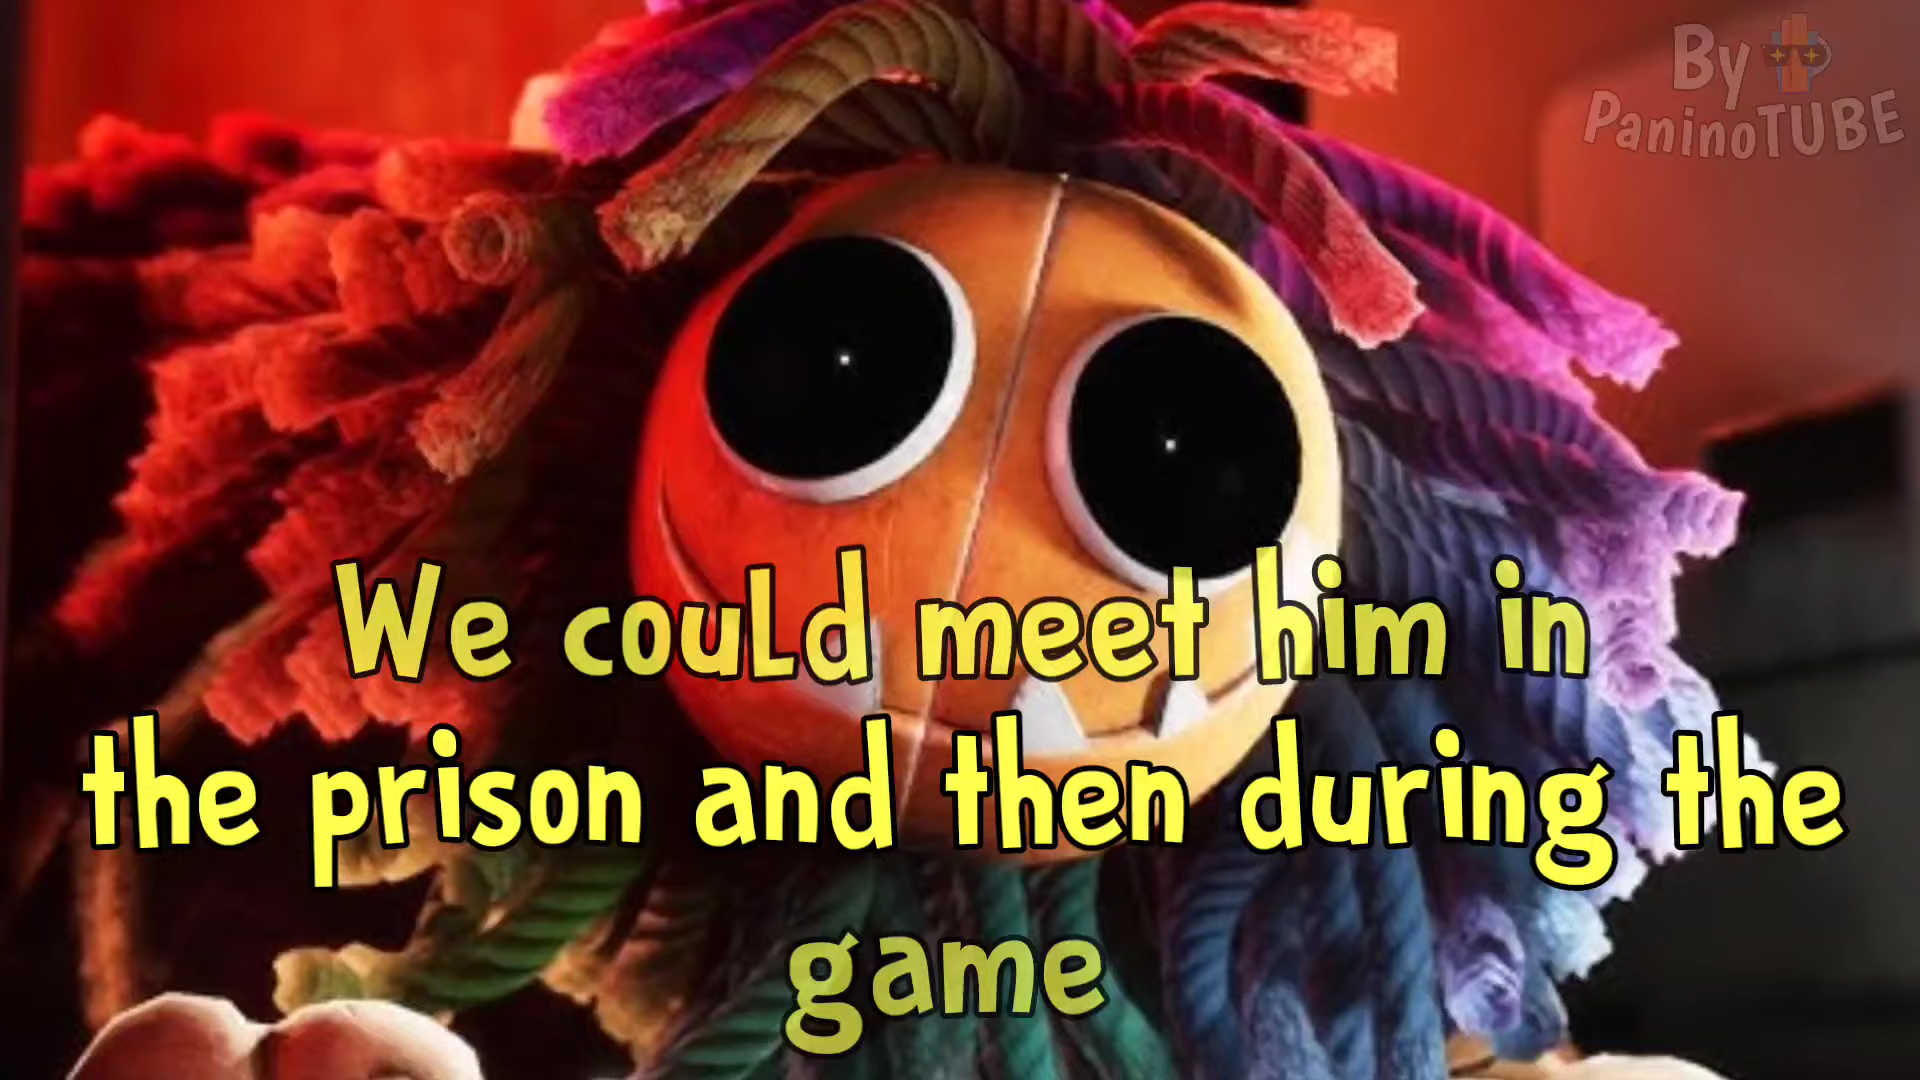 By
PaninoTUBE
We could meet him in
the prison and then during the
game